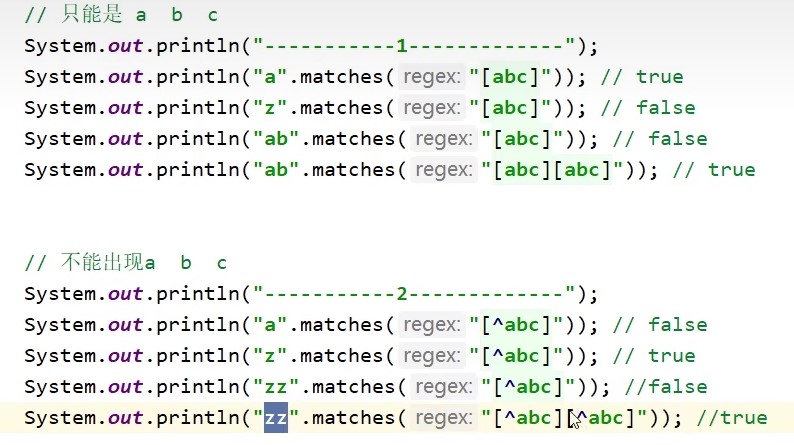 // 只能是 a  b  c
System.out.println("-----------1-------------");
System.out.println("a".matches( regex: "[abc]")); // true
System.out.println("z".matches( regex: "[abc]")); // false
System.out.println("ab".matches( regex: "[abc]")); // false
System.out.println("ab".matches( regex: "[abc][abc]")); // true
// 不能出现a  b  c
System.out.println("-----------2-------------");
System.out.println("a".matches( regex: "[^abc]")); // false
System.out.println("z".matches( regex: "[^abc]")); // true
System.out.println("zz".matches( regex: "[^abc]")); //false
System.out.println("zz".matches( regex: "[^abc][^abc]")); //true